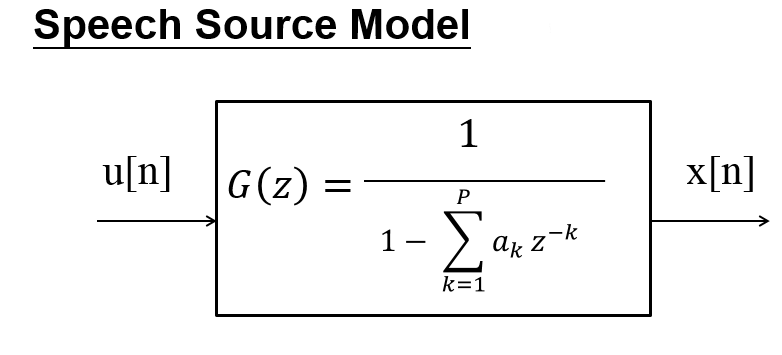 Speech Source Model
u[n]
G(z) = 1 / (1 − ∑_{k=1}^{P} a_k z^{−k})
x[n]